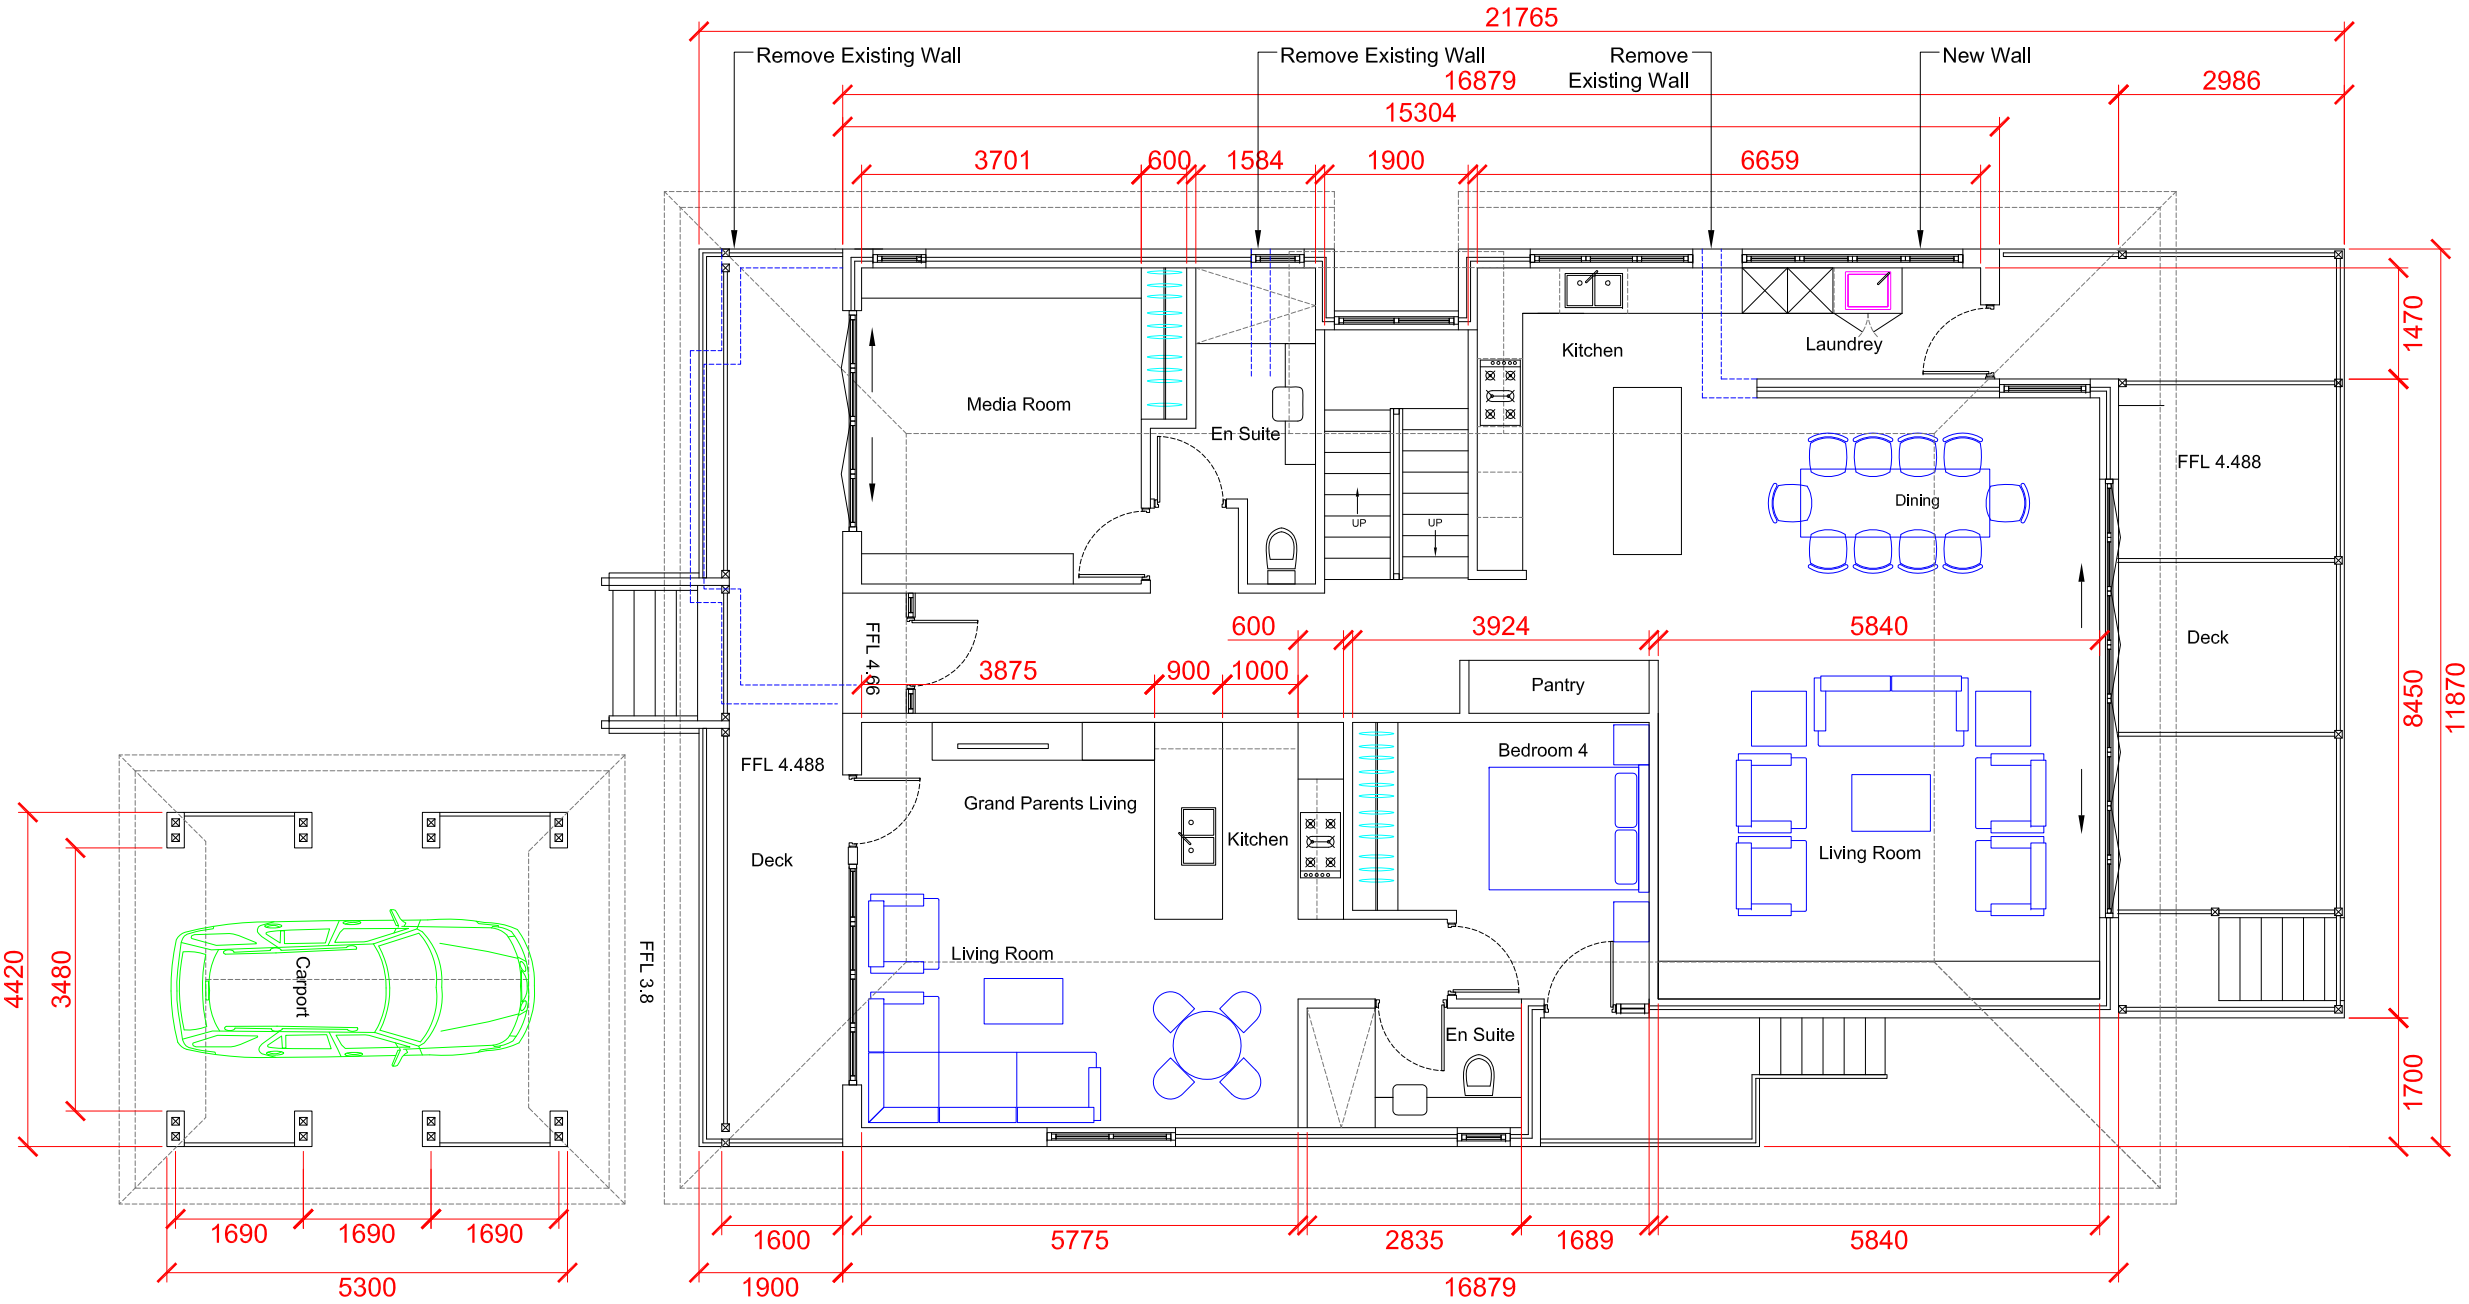 21765
Remove Existing Wall
Remove Existing Wall
Remove
Existing Wall
New Wall
16879
2986
15304
3701
600
1584
1900
6659
1470
Kitchen
Laundrey
Media Room
En Suite
FFL 4.488
Dining
UP
UP
600
3924
5840
Deck
FFL 4.66
3875
900
1000
Pantry
8450
11870
Bedroom 4
FFL 4.488
Grand Parents Living
Kitchen
Deck
Living Room
Living Room
FFL 3.8
Carport
4420
3480
En Suite
1700
1690
1690
1690
1600
5775
2835
1689
5840
5300
1900
16879